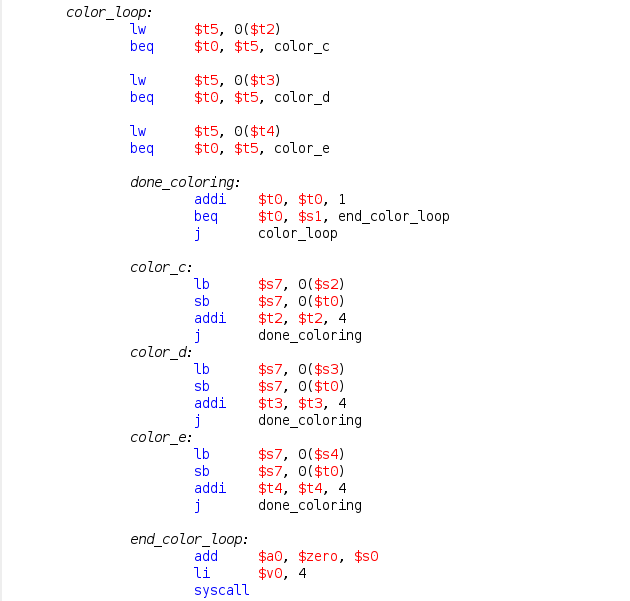 color_loop:
lw $t5, 0($t2)
beq $t0, $t5, color_c
lw $t5, 0($t3)
beq $t0, $t5, color_d
lw $t5, 0($t4)
beq $t0, $t5, color_e
done_coloring:
addi $t0, $t0, 1
beq $t0, $s1, end_color_loop
j color_loop
color_c:
lb $s7, 0($s2)
sb $s7, 0($t0)
addi $t2, $t2, 4
j done_coloring
color_d:
lb $s7, 0($s3)
sb $s7, 0($t0)
addi $t3, $t3, 4
j done_coloring
color_e:
lb $s7, 0($s4)
sb $s7, 0($t0)
addi $t4, $t4, 4
j done_coloring
end_color_loop:
add $a0, $zero, $s0
li $v0, 4
syscall